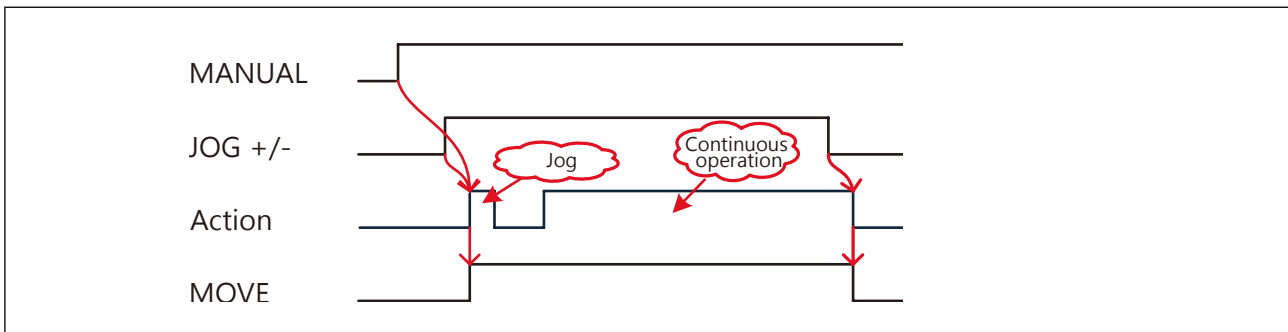 MANUAL
JOG +/-
Jog
Continuous
operation
Action
MOVE